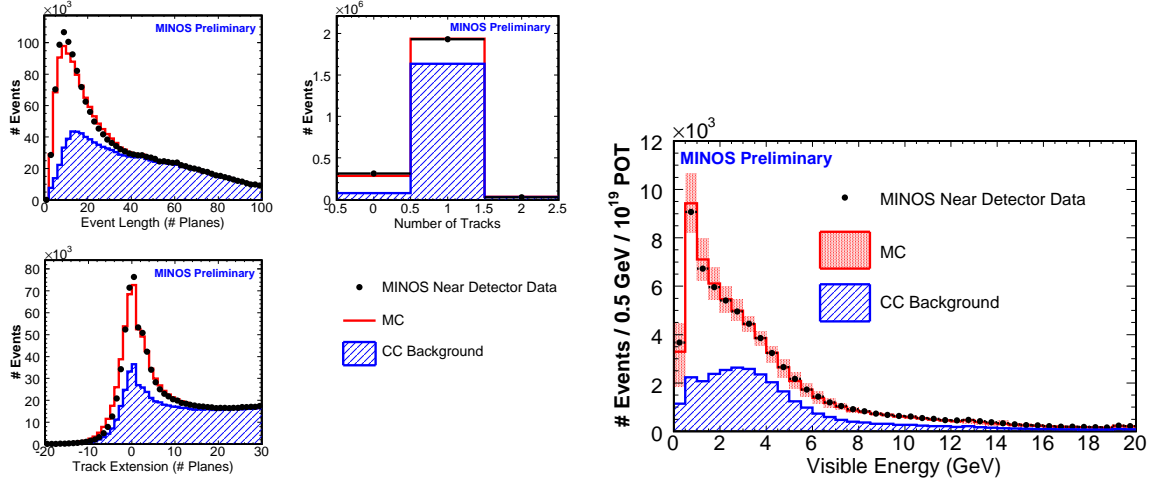 ×10³
MINOS Preliminary
100
80
60
40
20
0
# Events
0 20 40 60 80 100
Event Length (# Planes)
×10⁶
MINOS Preliminary
2
1.6
1.2
0.8
0.4
0
# Events
-0.5 0 0.5 1 1.5 2 2.5
Number of Tracks
×10³
MINOS Preliminary
80
70
60
50
40
30
20
10
0
# Events
-20 -10 0 10 20 30
Track Extension (# Planes)
MINOS Near Detector Data
MC
CC Background
×10³
MINOS Preliminary
12
10
8
6
4
2
0
# Events / 0.5 GeV / 10¹⁹ POT
MINOS Near Detector Data
MC
CC Background
0 2 4 6 8 10 12 14 16 18 20
Visible Energy (GeV)